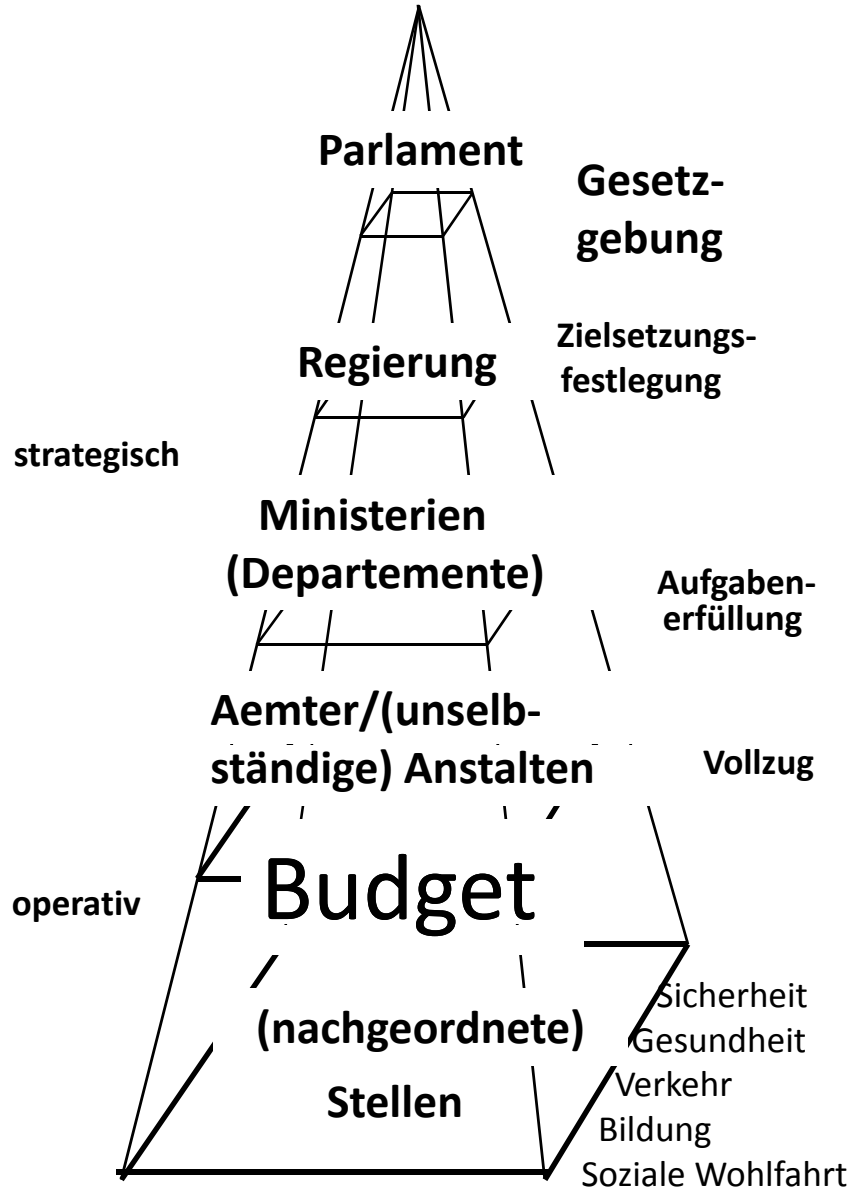 Parlament
Gesetz-
gebung
Zielsetzungs-
festlegung
Regierung
strategisch
Ministerien
(Departemente)
Aufgaben-
erfüllung
Aemter/(unselb-
ständige) Anstalten
Vollzug
Budget
operativ
(nachgeordnete)
Stellen
Sicherheit
Gesundheit
Verkehr
Bildung
Soziale Wohlfahrt